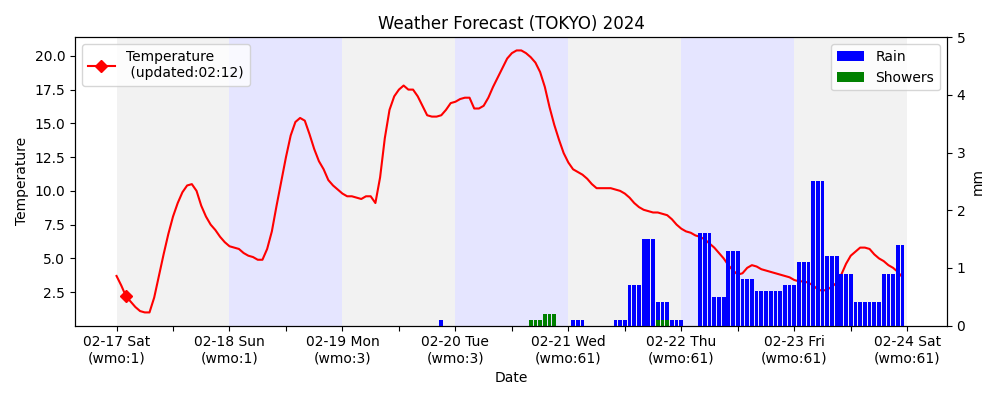 Weather Forecast (TOKYO) 2024
Temperature
(updated:02:12)
Rain
Showers
20.0
17.5
15.0
12.5
10.0
7.5
5.0
2.5
Temperature
5
4
3
2
1
0
mm
02-17 Sat
(wmo:1)
02-18 Sun
(wmo:1)
02-19 Mon
(wmo:3)
02-20 Tue
(wmo:3)
02-21 Wed
(wmo:61)
02-22 Thu
(wmo:61)
02-23 Fri
(wmo:61)
02-24 Sat
(wmo:61)
Date